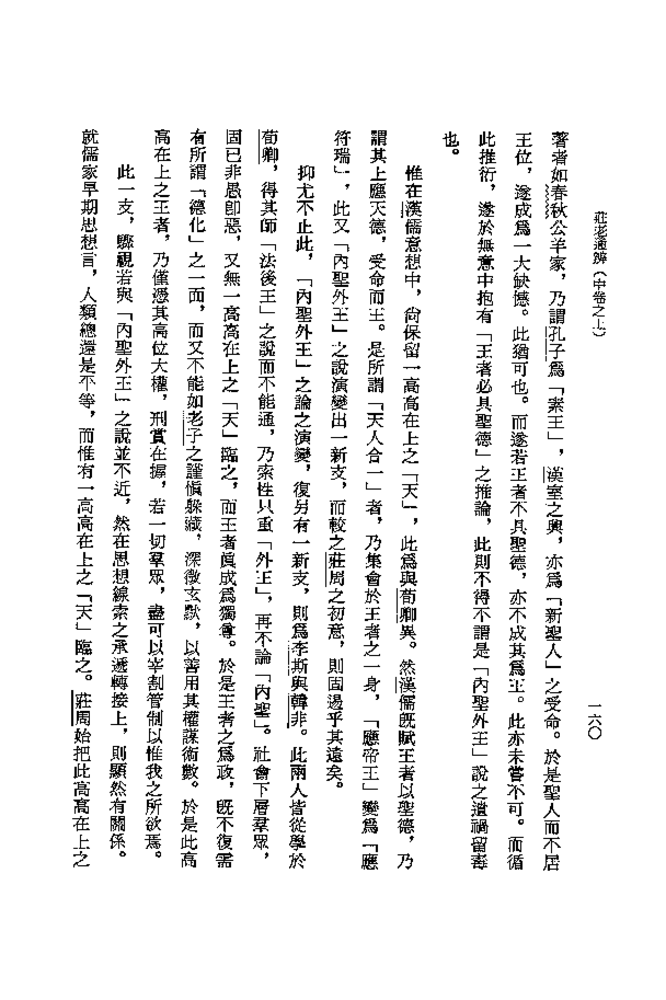 莊老通辨（中卷之上）
一六〇
著者如春秋公羊家，乃謂孔子爲「素王」，漢室之興，亦爲「新聖人」之受命。於是聖人而不居
王位，遂成爲一大缺憾。此猶可也。而遂若王者不具聖德，亦不成其爲王。此亦未嘗不可。而循
此推衍，遂於無意中抱有「王者必具聖德」之推論，此則不得不謂是「內聖外王」說之遺禍留毒
也。
惟在漢儒意想中，尙保留一高高在上之「天」，此爲與荀卿異。然漢儒旣賦王者以聖德，乃
謂其上應天德，受命而王。是所謂「天人合一」者，乃集會於王者之一身，「應帝王」變爲「應
符瑞」，此又「內聖外王」之說演變出一新支，而較之莊周之初意，則固遏乎其遠矣。
抑尤不止此，「內聖外王」之論之演變，復另有一新支，則爲李斯與韓非。此兩人皆從學於
荀卿，得其師「法後王」之說而不能通，乃索性只重「外王」，再不論「內聖」。社會下層羣眾，
固已非愚卽惡，又無一高高在上之「天」臨之，而王者眞成爲獨尊。於是王者之爲政，旣不復需
有所謂「德化」之一面，而又不能如老子之謹愼躲藏，深微玄默，以善用其權謀術數。於是此高
高在上之王者，乃僅憑其高位大權，刑賞在握，若一切羣眾，盡可以宰割管制以惟我之所欲焉。
此一支，驟視若與「內聖外王」之說並不近，然在思想線索之承遞轉接上，則顯然有關係。
就儒家早期思想言，人類總還是平等，而惟有一高高在上之「天」臨之。莊周始把此高高在上之